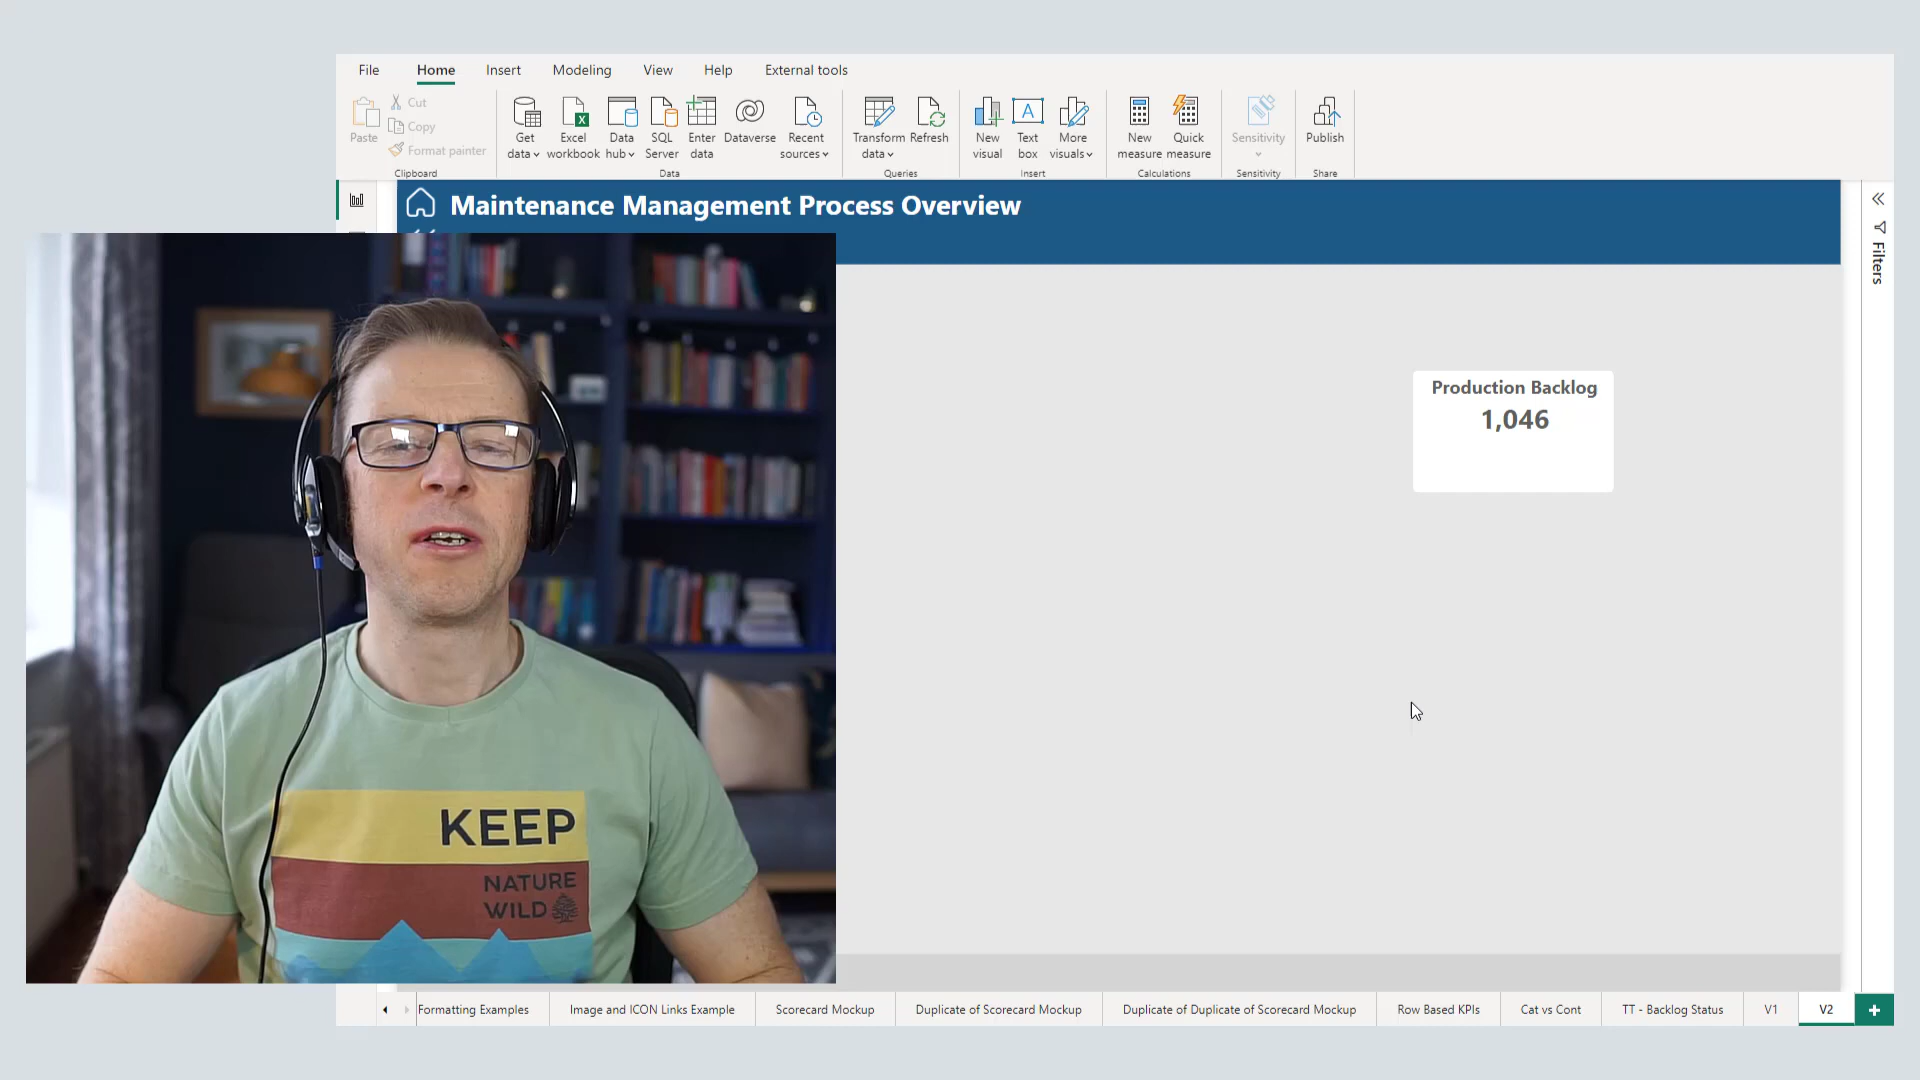 File Home Insert Modeling View Help External tools
Paste
Cut
Copy
Format painter
Get data
Excel workbook
Data hub
SQL Server
Enter data
Dataverse
Recent sources
Transform data
Refresh
New visual
Text box
More visuals
New measure
Quick measure
Sensitivity
Publish
Clipboard Data Queries Insert Calculations Sensitivity Share
Maintenance Management Process Overview
Filters
Production Backlog
1,046
KEEP
NATURE
WILD
Formatting Examples Image and ICON Links Example Scorecard Mockup Duplicate of Scorecard Mockup Duplicate of Duplicate of Scorecard Mockup Row Based KPIs Cat vs Cont TT - Backlog Status V1 V2